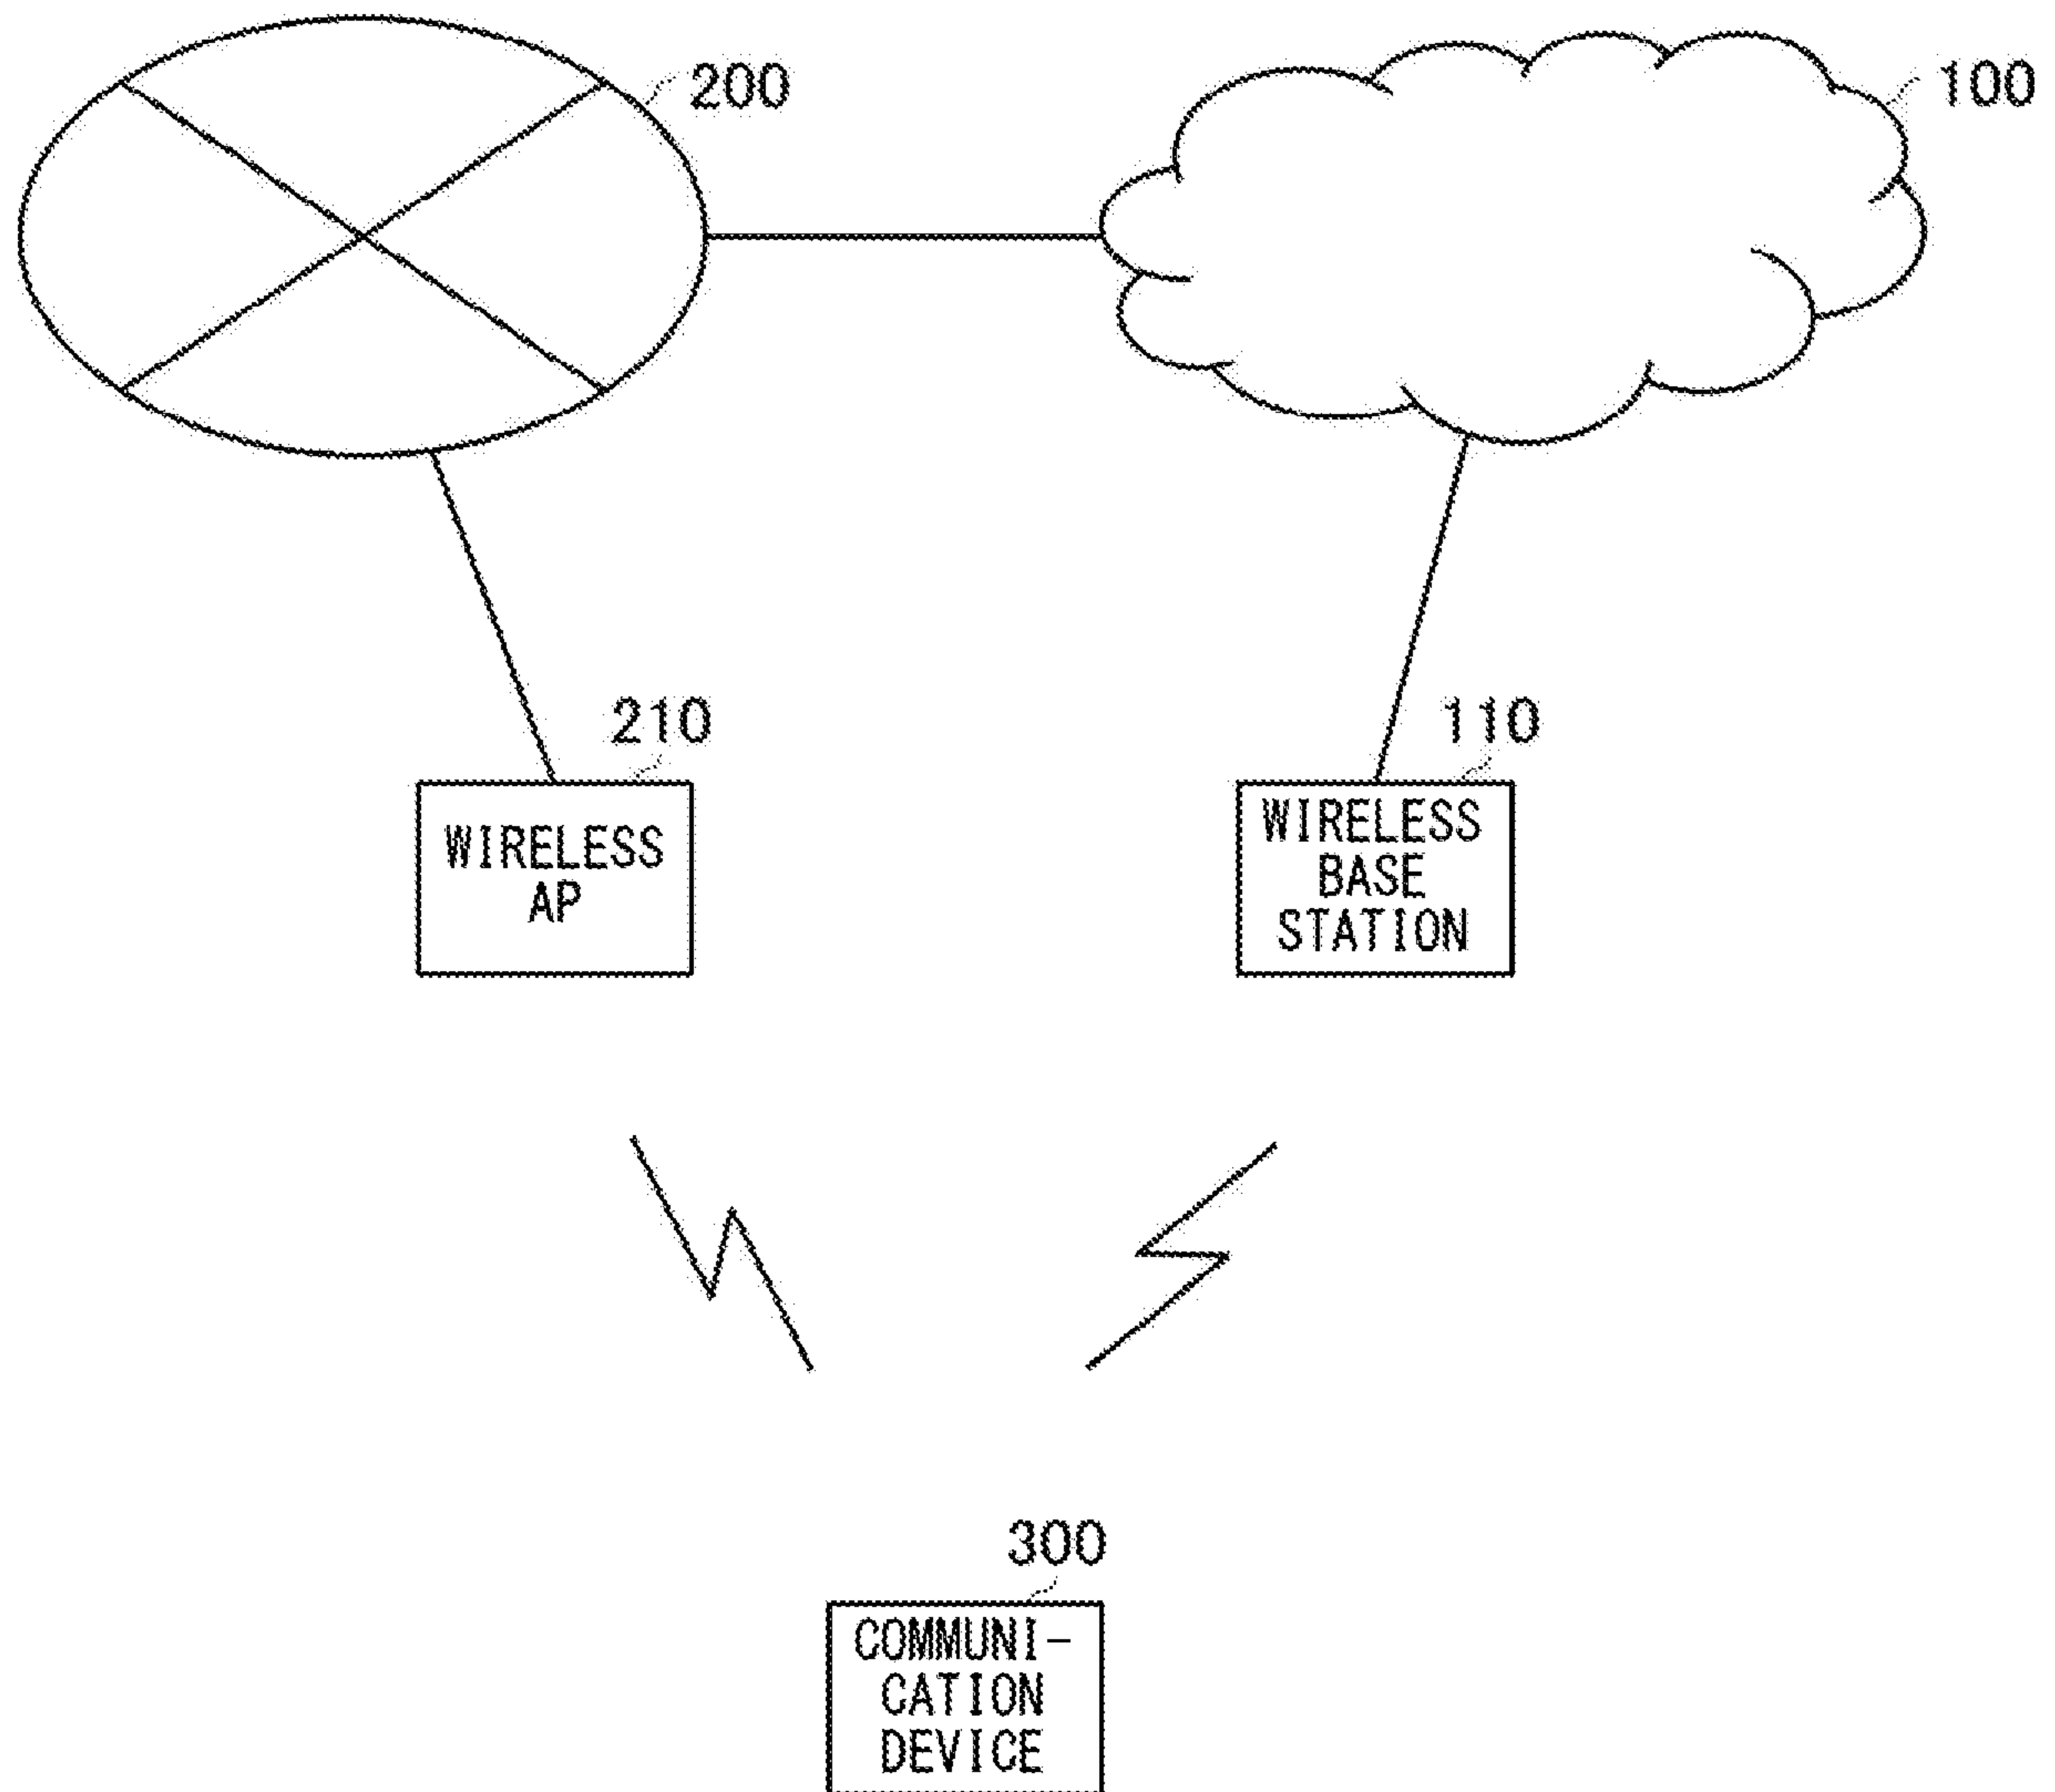 200
100
210
110
WIRELESS
AP
WIRELESS
BASE
STATION
300
COMMUNI-
CATION
DEVICE